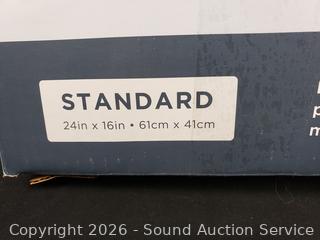 STANDARD
24in x 16in • 61cm x 41cm
Copyright © 2026 - Sound Auction Service